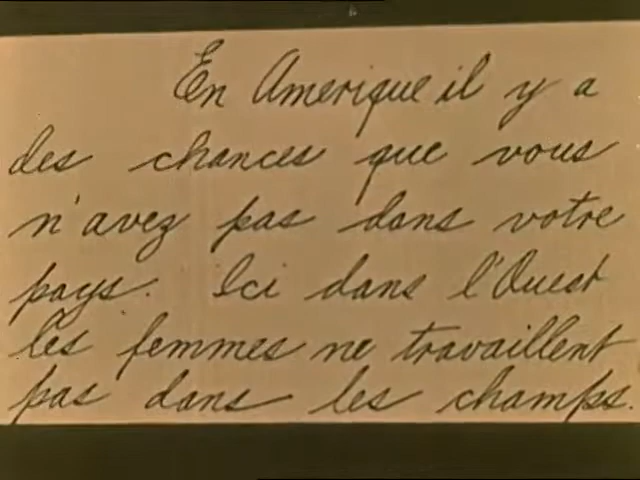 En Amerique il y a
des chances que vous
n'avez pas dans votre
pays. Ici dans l'Ouest
les femmes ne travaillent
pas dans les champs.